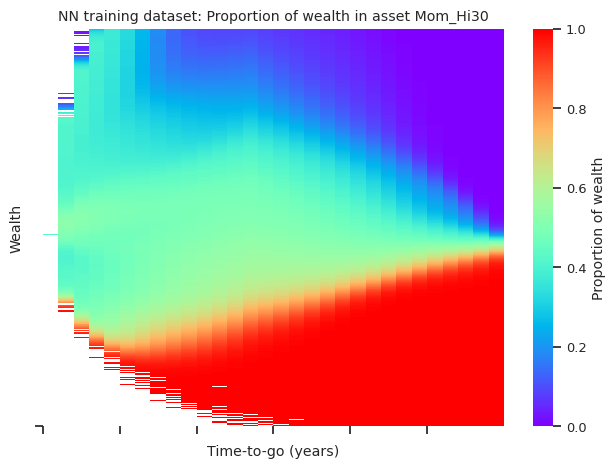 NN training dataset: Proportion of wealth in asset Mom_Hi30
Wealth
Time-to-go (years)
1.0
0.8
0.6
0.4
0.2
0.0
Proportion of wealth